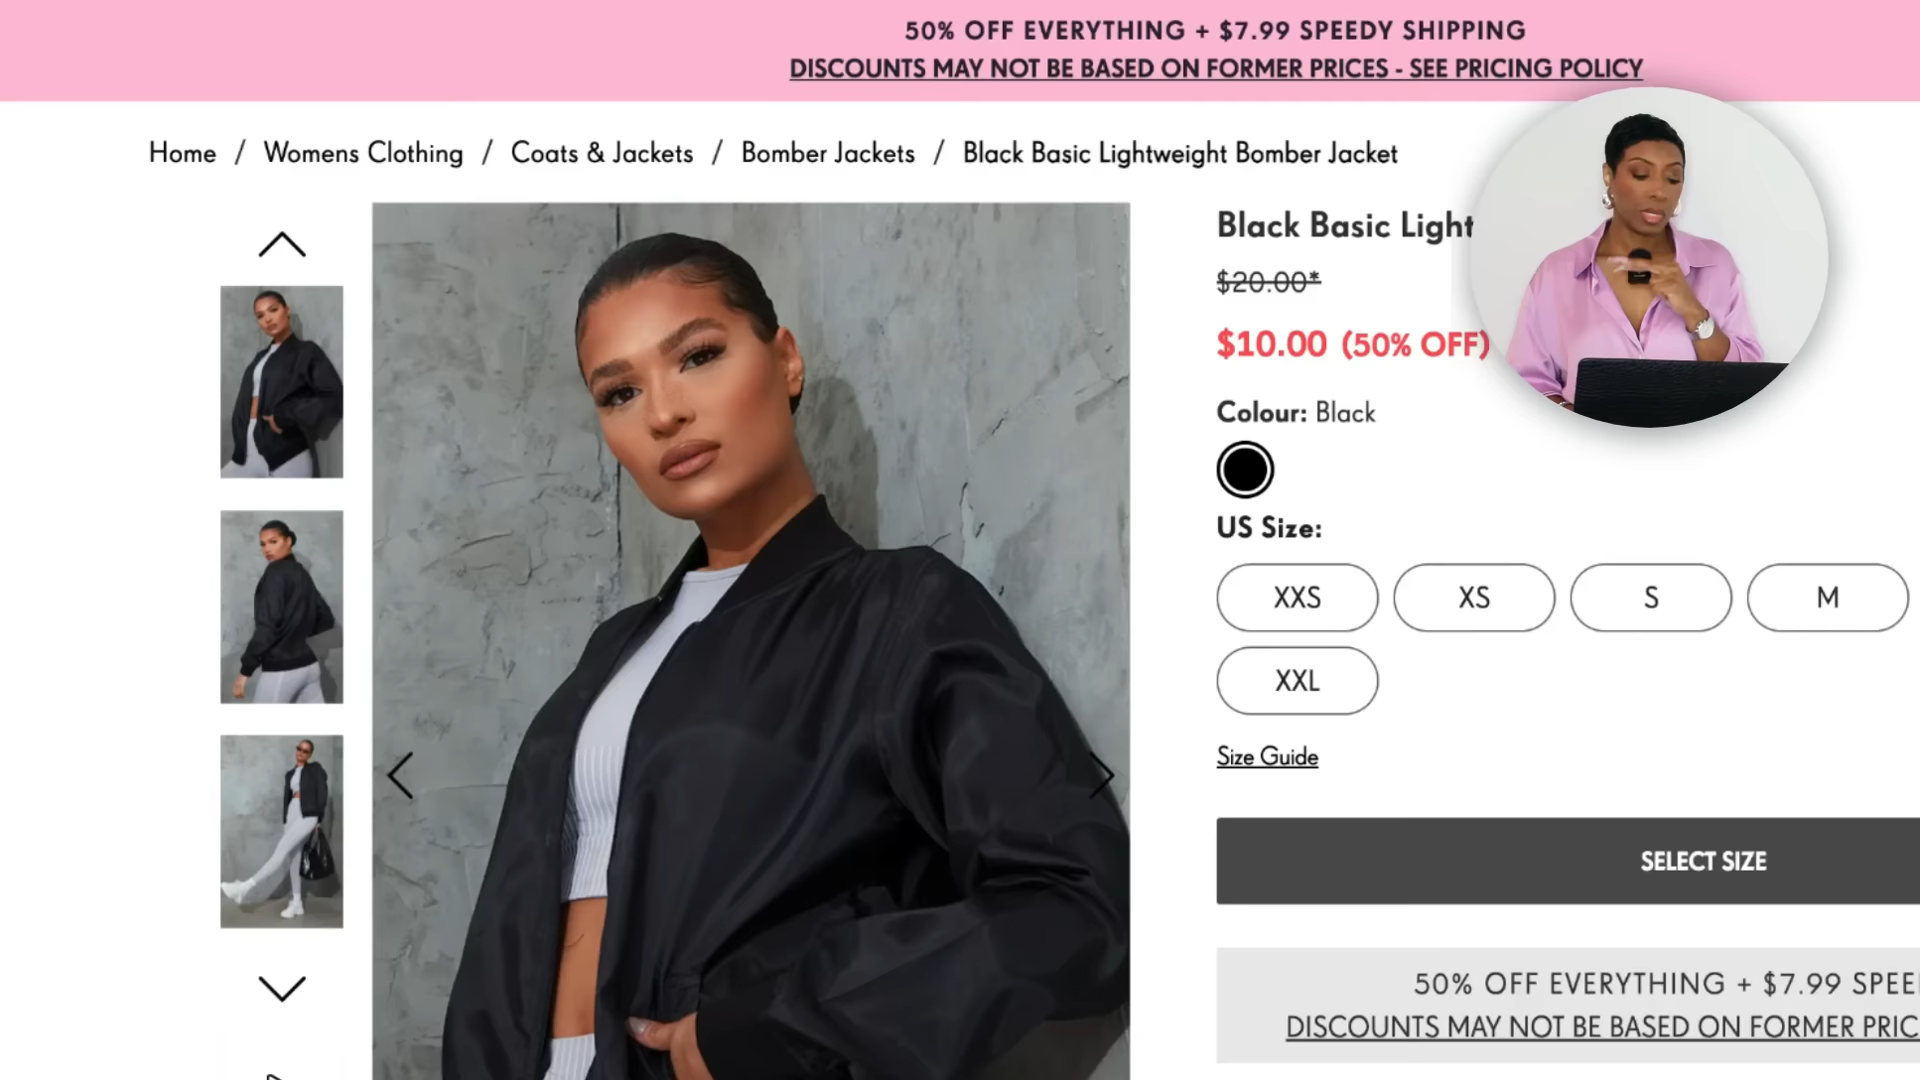 50% OFF EVERYTHING + $7.99 SPEEDY SHIPPING
DISCOUNTS MAY NOT BE BASED ON FORMER PRICES - SEE PRICING POLICY
Home / Womens Clothing / Coats & Jackets / Bomber Jackets / Black Basic Lightweight Bomber Jacket
Black Basic Light
$20.00*
$10.00 (50% OFF)
Colour: Black
US Size:
XXS XS S M
XXL
Size Guide
SELECT SIZE
50% OFF EVERYTHING + $7.99 SPEE
DISCOUNTS MAY NOT BE BASED ON FORMER PRIC